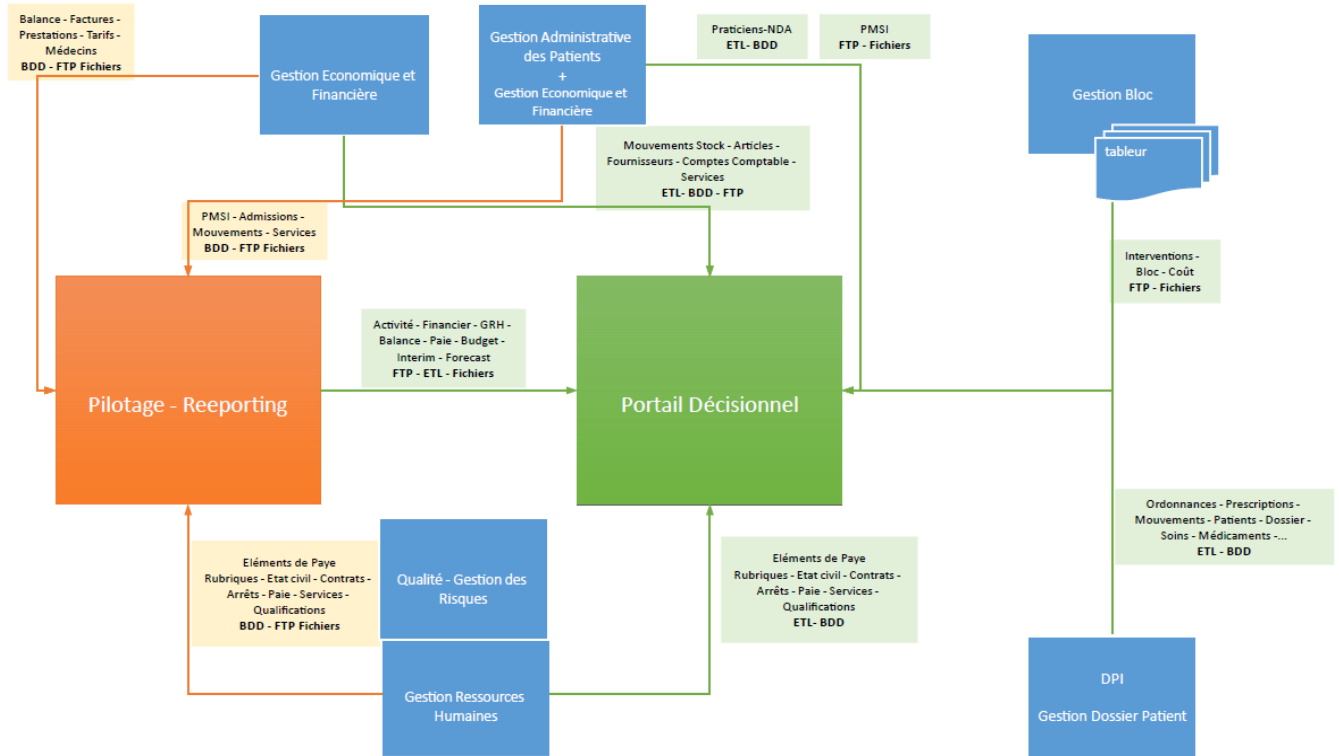 Balance - Factures -
Prestations - Tarifs -
Médecins
BDD - FTP Fichiers
Gestion Economique et
Financière
Gestion Administrative
des Patients
+
Gestion Economique et
Financière
Praticiens-NDA
ETL- BDD
PMSI
FTP - Fichiers
Gestion Bloc
tableur
Mouvements Stock - Articles -
Fournisseurs - Comptes Comptable -
Services
ETL- BDD - FTP
PMSI - Admissions -
Mouvements - Services
BDD - FTP Fichiers
Interventions -
Bloc - Coût
FTP - Fichiers
Activité - Financier - GRH -
Balance - Paie - Budget -
Interim - Forecast
FTP - ETL - Fichiers
Pilotage - Reeporting
Portail Décisionnel
Ordonnances - Prescriptions -
Mouvements - Patients - Dossier -
Soins - Médicaments -...
ETL - BDD
Eléments de Paye
Rubriques - Etat civil - Contrats -
Arrêts - Paie - Services -
Qualifications
BDD - FTP Fichiers
Qualité - Gestion des
Risques
Eléments de Paye
Rubriques - Etat civil - Contrats -
Arrêts - Paie - Services -
Qualifications
ETL- BDD
Gestion Ressources
Humaines
DPI
Gestion Dossier Patient